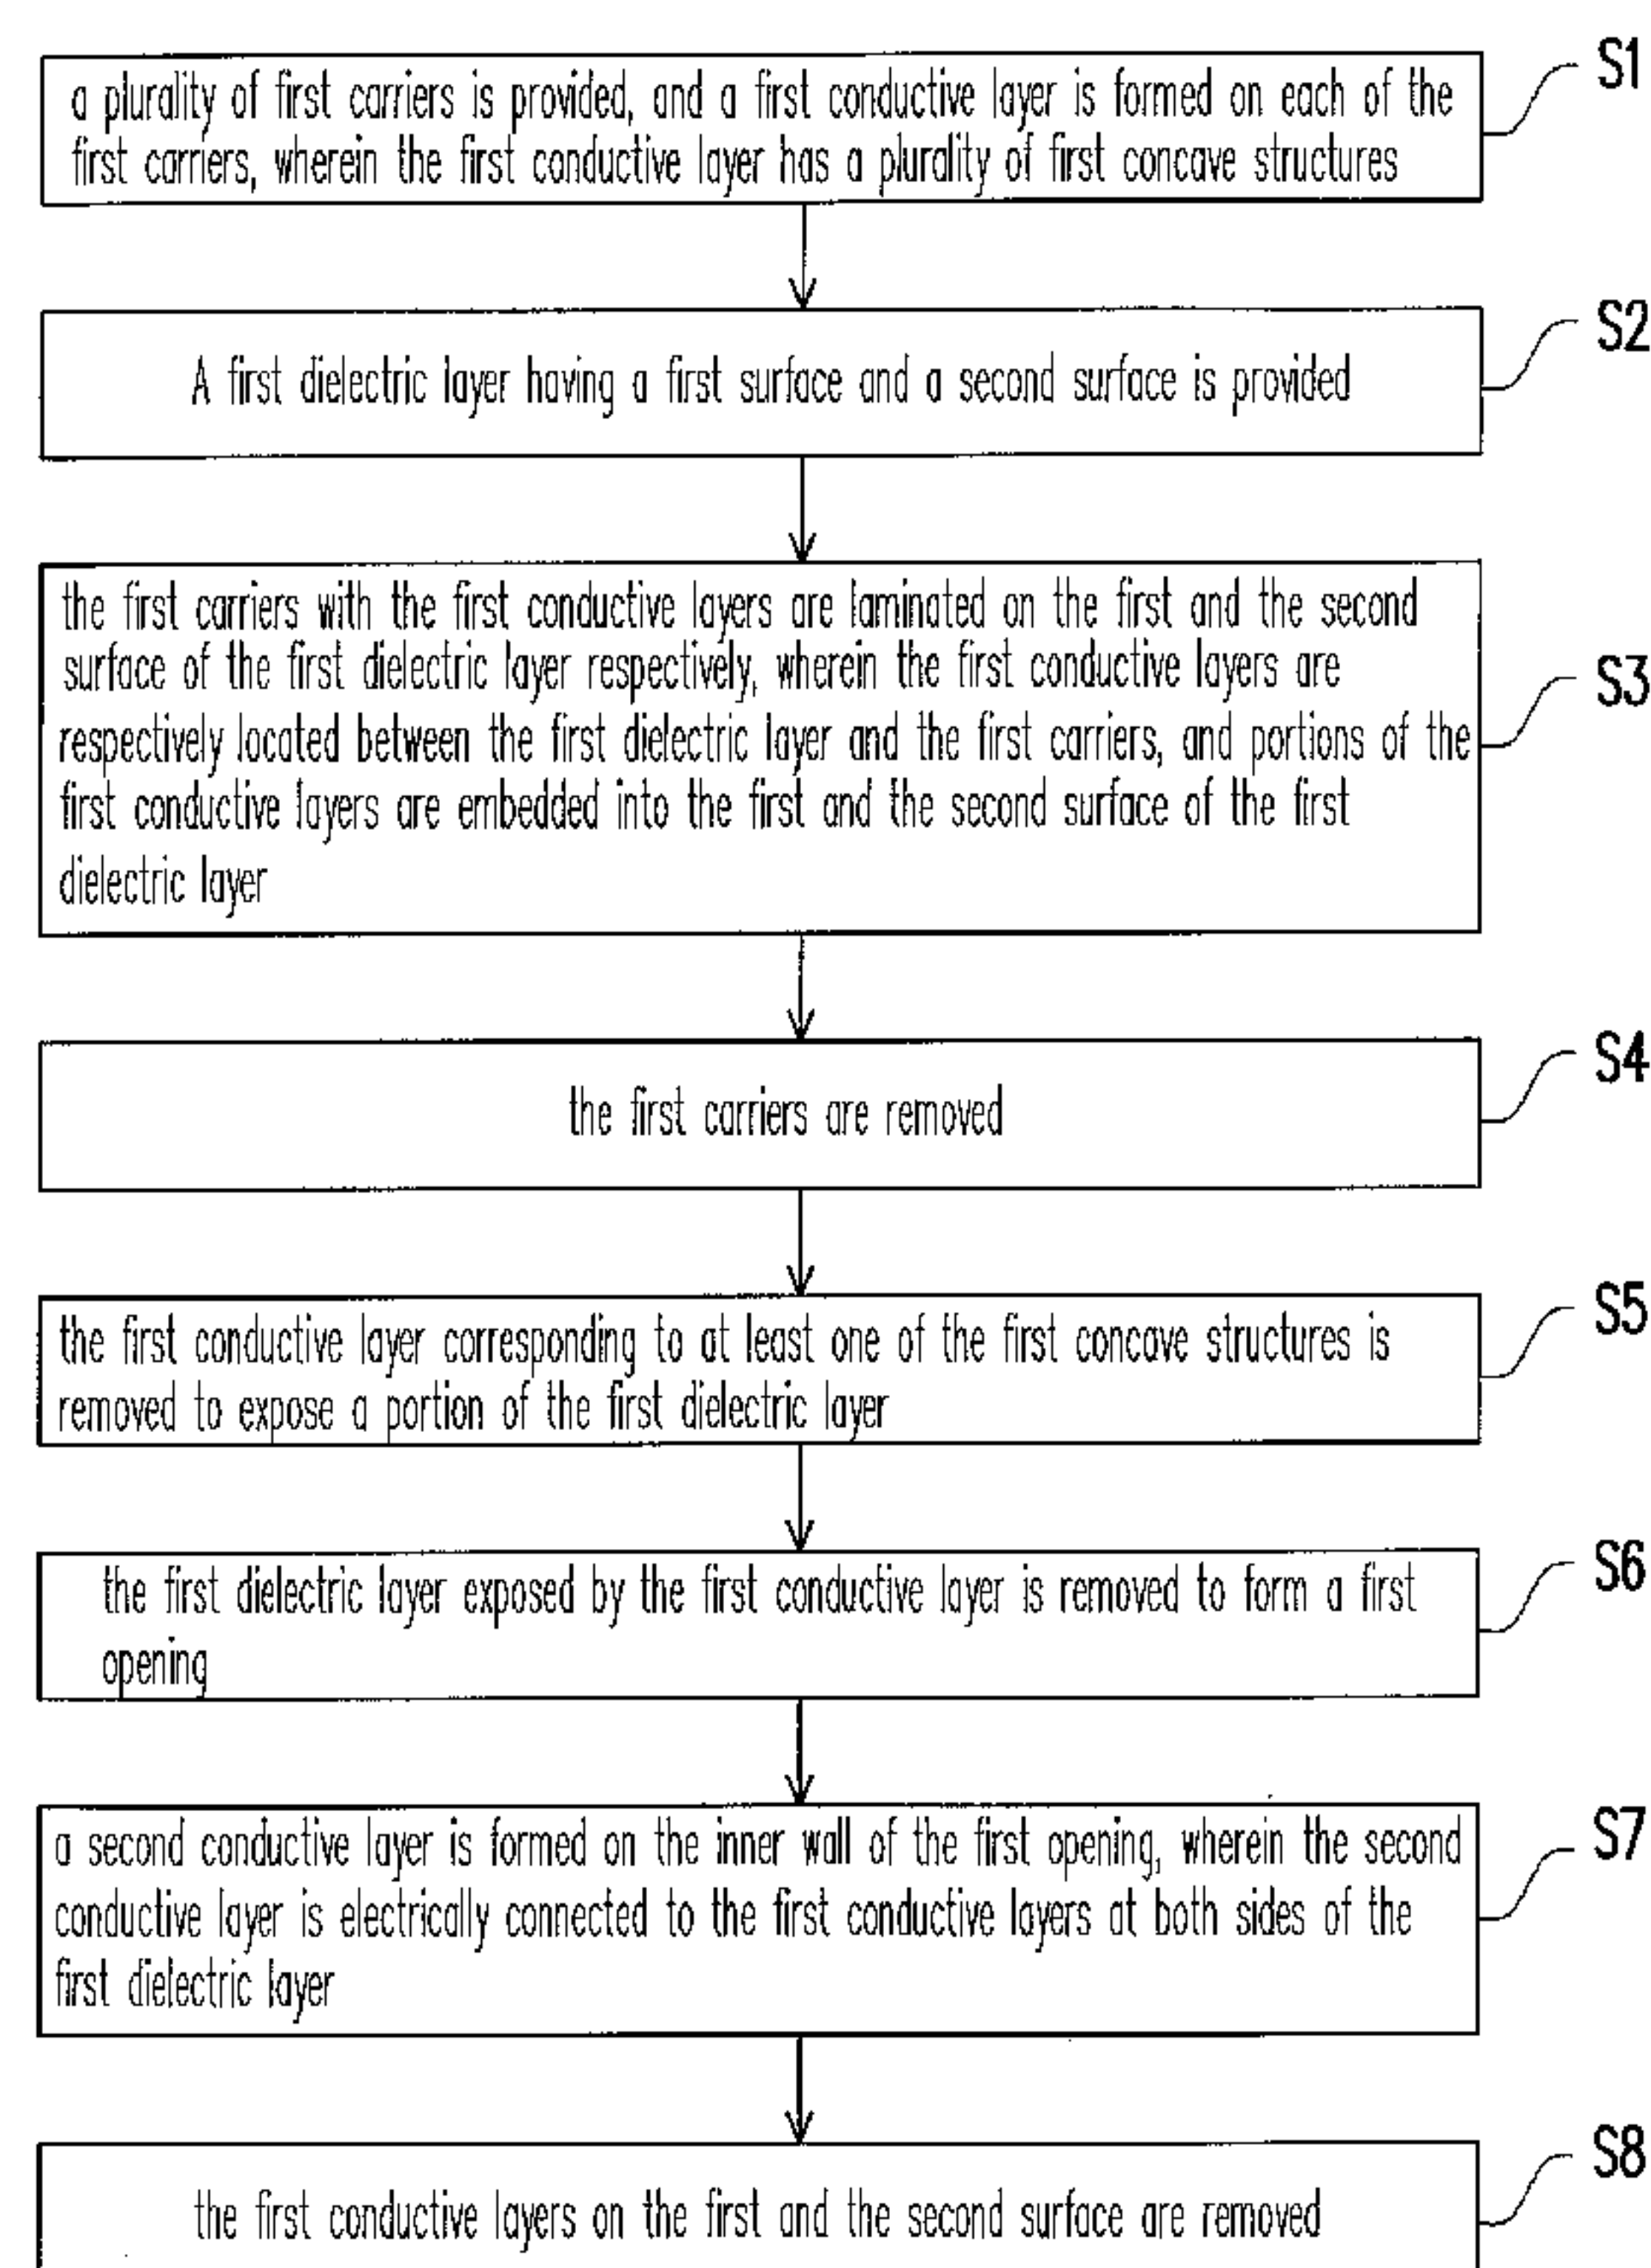 S1
a plurality of first carriers is provided, and a first conductive layer is formed on each of the
first carriers, wherein the first conductive layer has a plurality of first concave structures
S2
A first dielectric layer having a first surface and a second surface is provided
the first carriers with the first conductive layers are laminated on the first and the second
surface of the first dielectric layer respectively, wherein the first conductive layers are
S3
respectively located between the first dielectric layer and the first carriers, and portions of the
first conductive layers are embedded into the first and the second surface of the first
dielectric layer
S4
the first carriers are removed
S5
the first conductive layer corresponding to at least one of the first concave structures is
removed to expose a portion of the first dielectric layer
S6
the first dielectric layer exposed by the first conductive layer is removed to form a first
opening
S7
a second conductive layer is formed on the inner wall of the first opening, wherein the second
conductive layer is electrically connected to the first conductive layers at both sides of the
first dielectric layer
S8
the first conductive layers on the first and the second surface are removed